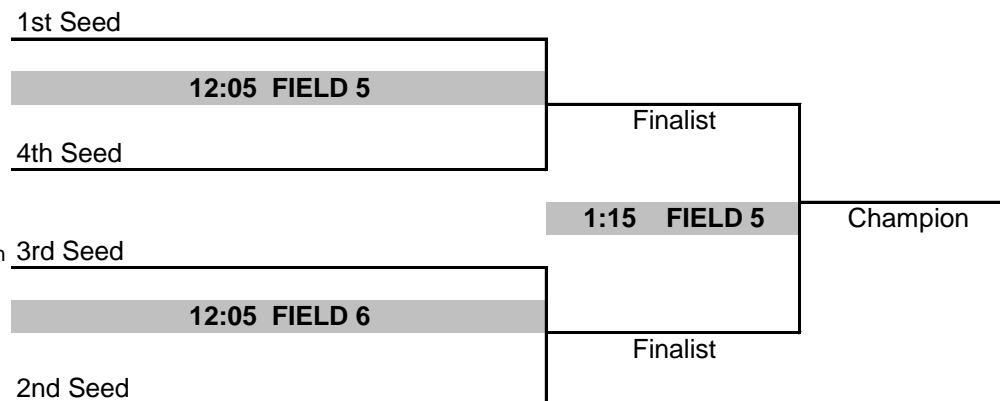 1st Seed
12:05 FIELD 5
Finalist
4th Seed
1:15 FIELD 5
Champion
3rd Seed
12:05 FIELD 6
Finalist
2nd Seed